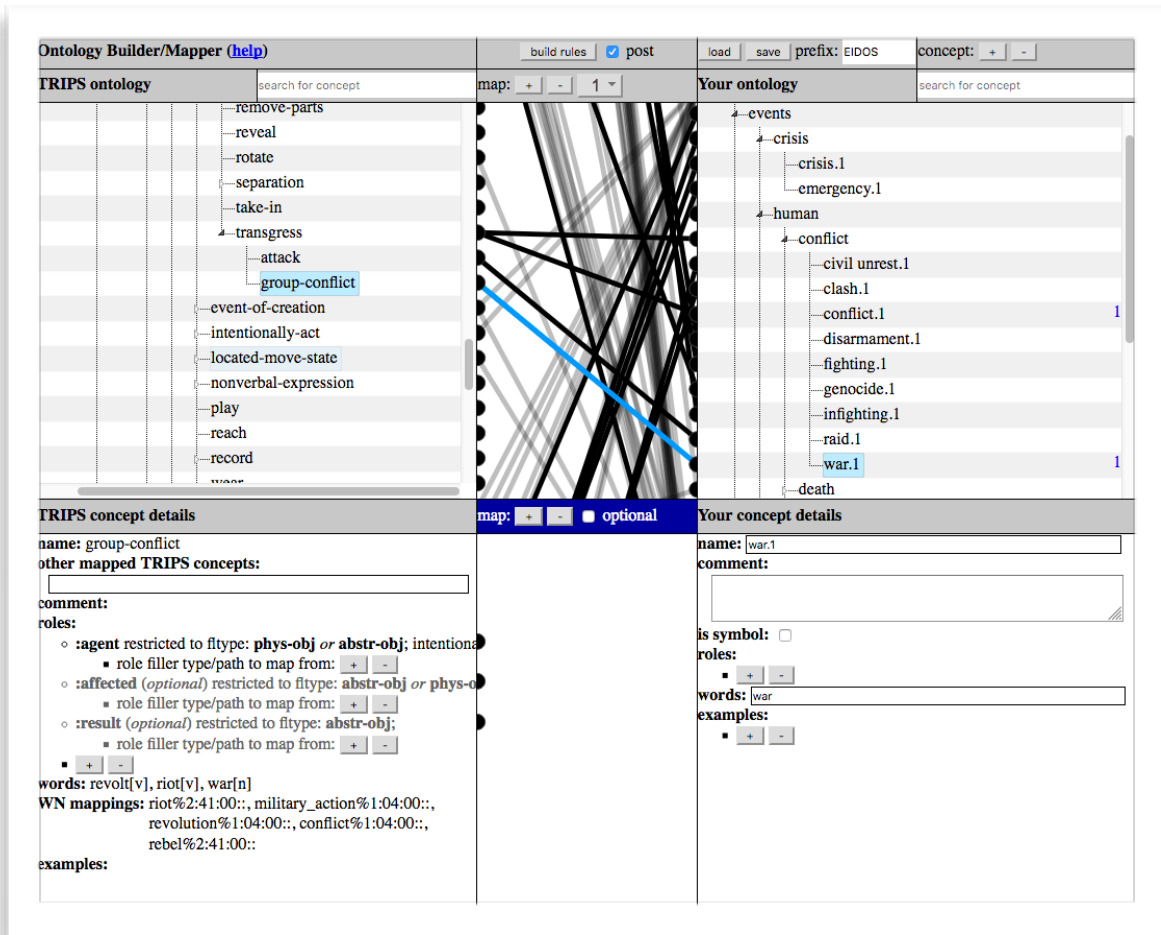 Ontology Builder/Mapper (help)
build rules post
load save prefix: EIDOS concept: + -
TRIPS ontology search for concept
map: + - 1
Your ontology search for concept
remove-parts
reveal
rotate
separation
take-in
transgress
attack
group-conflict
event-of-creation
intentionally-act
located-move-state
nonverbal-expression
play
reach
record
wear
events
crisis
crisis.1
emergency.1
human
conflict
civil unrest.1
clash.1
conflict.1 1
disarmament.1
fighting.1
genocide.1
infighting.1
raid.1
war.1 1
death
TRIPS concept details
map: + - optional
Your concept details
name: group-conflict
other mapped TRIPS concepts:
comment:
roles:
:agent restricted to fltype: phys-obj or abstr-obj; intentiona
role filler type/path to map from: + -
:affected (optional) restricted to fltype: abstr-obj or phys-o
role filler type/path to map from: + -
:result (optional) restricted to fltype: abstr-obj;
role filler type/path to map from: + -
+ -
words: revolt[v], riot[v], war[n]
WN mappings: riot%2:41:00::, military_action%1:04:00::,
revolution%1:04:00::, conflict%1:04:00::,
rebel%2:41:00::
examples:
name: war.1
comment:
is symbol:
roles:
+ -
words: war
examples:
+ -